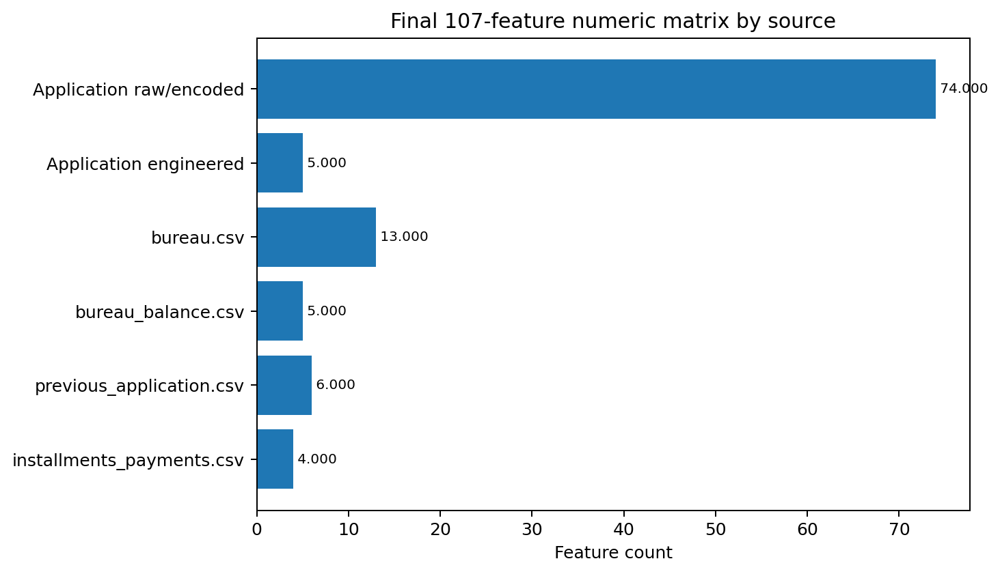 Final 107-feature numeric matrix by source
Application raw/encoded
74.000
Application engineered
5.000
bureau.csv
13.000
bureau_balance.csv
5.000
previous_application.csv
6.000
installments_payments.csv
4.000
0 10 20 30 40 50 60 70
Feature count